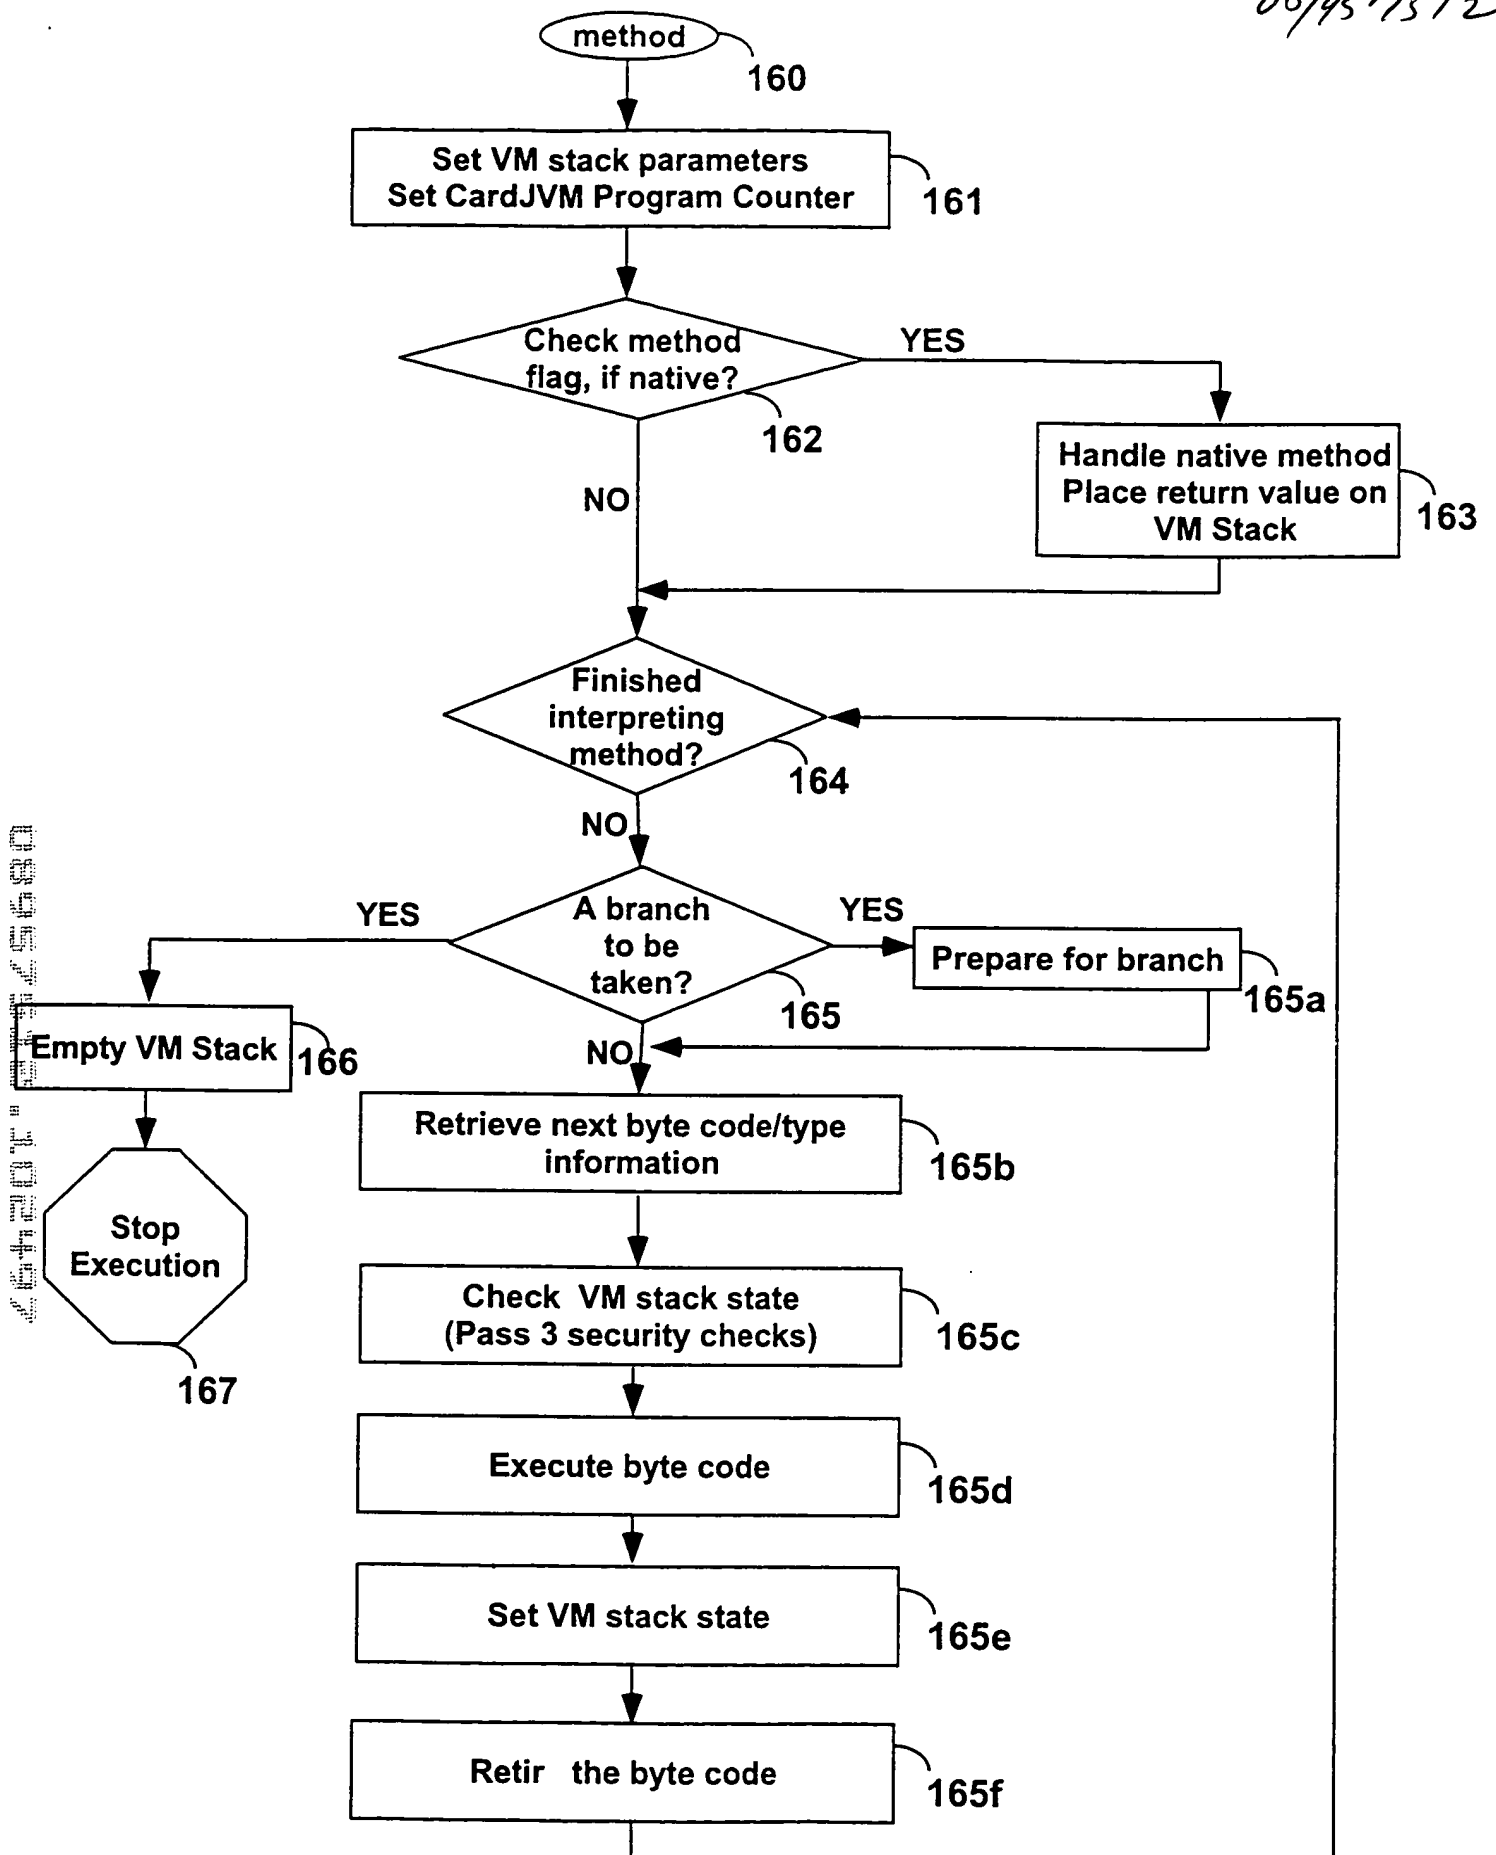 method
160
Set VM stack parameters
Set CardJVM Program Counter
161
Check method
flag, if native?
YES
162
Handle native method
Place return value on
VM Stack
163
NO
Finished
interpreting
method?
164
NO
YES
A branch
to be
taken?
YES
165
Prepare for branch
165a
Empty VM Stack
166
NO
Retrieve next byte code/type
information
165b
Stop
Execution
167
Check VM stack state
(Pass 3 security checks)
165c
Execute byte code
165d
Set VM stack state
165e
Retir the byte code
165f